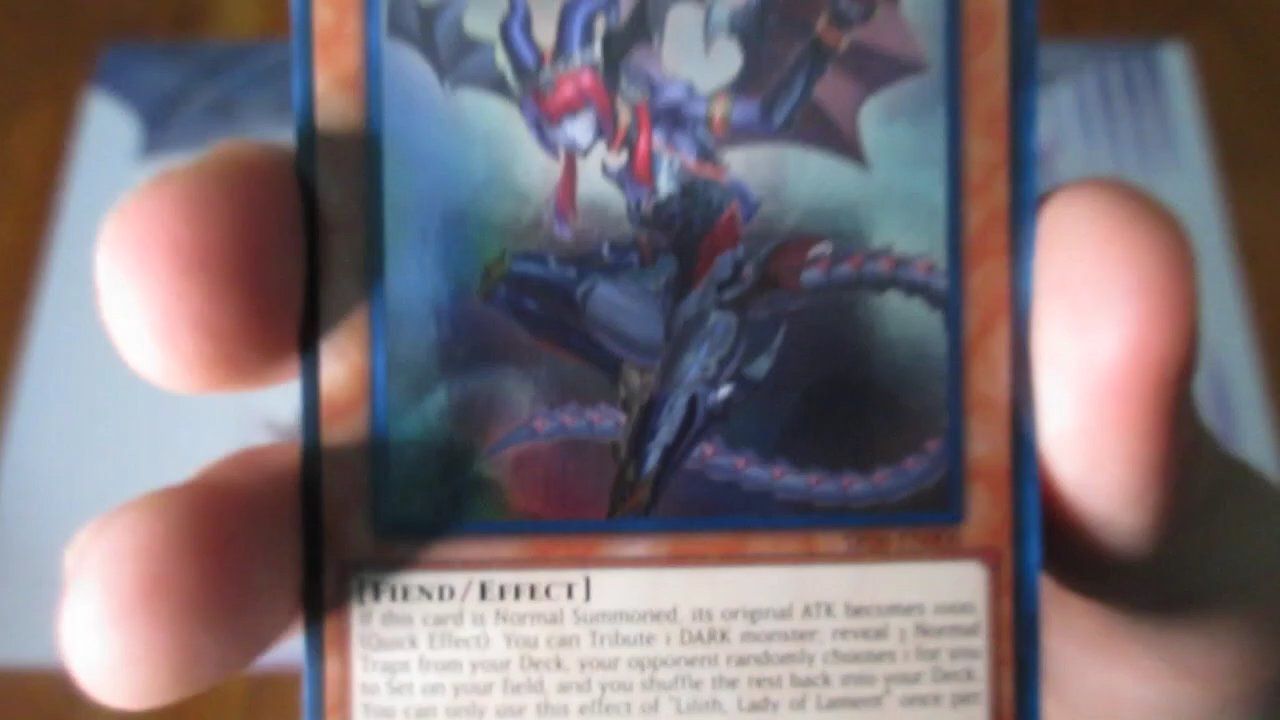 [FIEND/EFFECT]
If this card is Normal Summoned, its original ATK becomes 1000.
(Quick Effect): You can Tribute 1 DARK monster; reveal 3 Normal
Traps from your Deck, your opponent randomly chooses 1 for you
to Set on your field, and you shuffle the rest back into your Deck.
You can only use this effect of "Lilith, Lady of Lament" once per